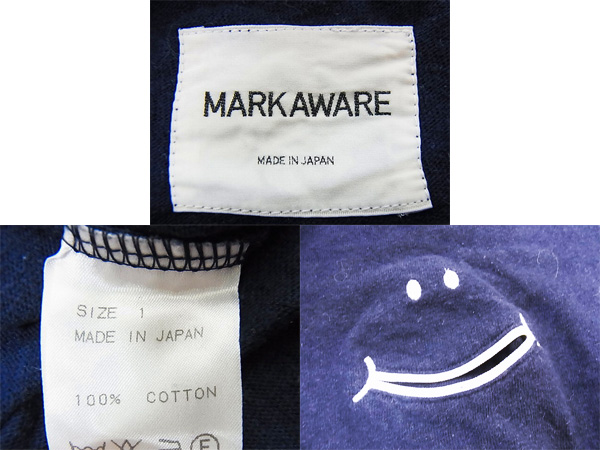 MARKAWARE
MADE IN JAPAN
SIZE 1
MADE IN JAPAN
100% COTTON
F